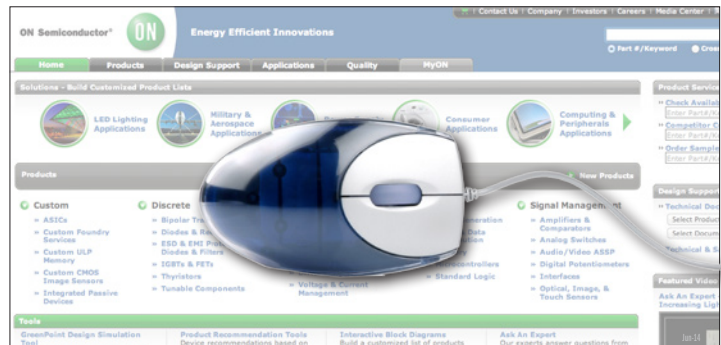 Contact Us | Company | Investors | Careers | Media Center |
ON Semiconductor®
ON
Energy Efficient Innovations
Part #/Keyword
Home
Products
Design Support
Applications
Quality
MyON
Solutions - Build Customized Product Lists
LED Lighting
Applications
Military &
Aerospace
Applications
Consumer
Applications
Computing &
Peripherals
Applications
Product Service
Check Availab
Enter Part#/K
Competitor C
Enter Part#/K
Order Sample
Enter Part#/K
Products
New Products
Custom
» ASICs
» Custom Foundry
Services
» Custom ULP
Memory
» Custom CMOS
Image Sensors
» Integrated Passive
Devices
Discrete
» Bipolar Tra
» Diodes & Re
» ESD & EMI Prot
Diodes & Filters
» IGBTs & FETs
» Thyristors
» Tunable Components
» Voltage & Current
Management
Data
» Standard Logic
Signal Management
» Amplifiers &
Comparators
» Analog Switches
» Audio/Video ASSP
» Digital Potentiometers
» Interfaces
» Optical, Image, &
Touch Sensors
Design Support
Technical Doc
Select Produc
Select Docum
Technical & S
Featured Video
Ask An Expert
Increasing Ligh
Jun-14
Tools
GreenPoint Design Simulation
Tool
Product Recommendation Tools
Device recommendations based on
Interactive Block Diagrams
Build a customized list of products
Ask An Expert
Our experts answer questions from